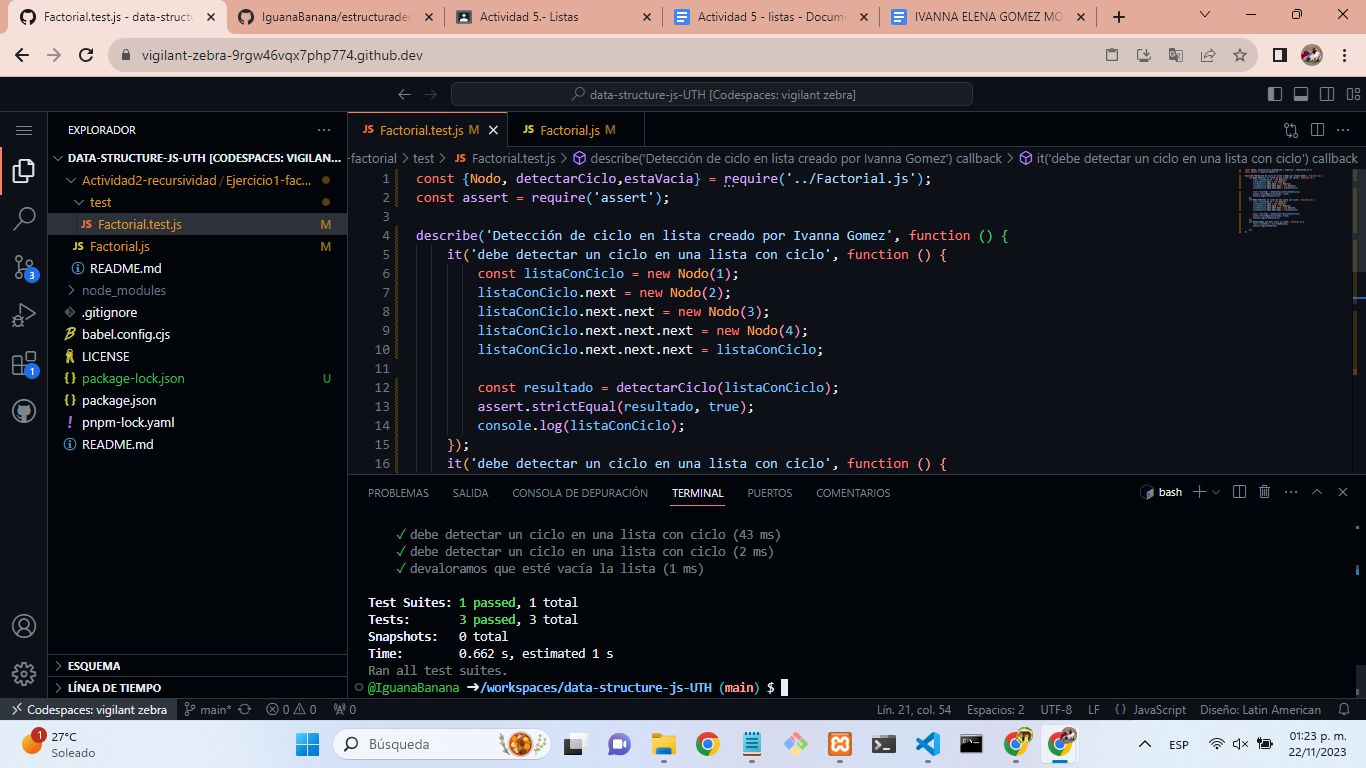 Factorial.test.js - data-structu
IguanaBanana/estructuradec
Actividad 5.- Listas
Actividad 5 - listas - Docume
IVANNA ELENA GOMEZ MO
vigilant-zebra-9rgw46vqx7php774.github.dev
data-structure-js-UTH [Codespaces: vigilant zebra]
EXPLORADOR
DATA-STRUCTURE-JS-UTH [CODESPACES: VIGILAN...
Actividad2-recursividad / Ejercicio1-fac...
test
JS Factorial.test.js M
JS Factorial.js M
README.md
node_modules
.gitignore
babel.config.cjs
LICENSE
package-lock.json U
package.json
pnpm-lock.yaml
README.md
3
1
ESQUEMA
LÍNEA DE TIEMPO
JS Factorial.test.js M
JS Factorial.js M
-factorial > test > JS Factorial.test.js > describe('Detección de ciclo en lista creado por Ivanna Gomez') callback > it('debe detectar un ciclo en una lista con ciclo') callback
1 const {Nodo, detectarCiclo,estaVacia} = require('../Factorial.js');
2 const assert = require('assert');
3
4 describe('Detección de ciclo en lista creado por Ivanna Gomez', function () {
5 it('debe detectar un ciclo en una lista con ciclo', function () {
6 const listaConCiclo = new Nodo(1);
7 listaConCiclo.next = new Nodo(2);
8 listaConCiclo.next.next = new Nodo(3);
9 listaConCiclo.next.next.next = new Nodo(4);
10 listaConCiclo.next.next.next = listaConCiclo;
11
12 const resultado = detectarCiclo(listaConCiclo);
13 assert.strictEqual(resultado, true);
14 console.log(listaConCiclo);
15 });
16 it('debe detectar un ciclo en una lista con ciclo', function () {
PROBLEMAS SALIDA CONSOLA DE DEPURACIÓN TERMINAL PUERTOS COMENTARIOS
bash
✓ debe detectar un ciclo en una lista con ciclo (43 ms)
✓ debe detectar un ciclo en una lista con ciclo (2 ms)
✓ devaloramos que esté vacía la lista (1 ms)
Test Suites: 1 passed, 1 total
Tests: 3 passed, 3 total
Snapshots: 0 total
Time: 0.662 s, estimated 1 s
Ran all test suites.
@IguanaBanana ➜/workspaces/data-structure-js-UTH (main) $
Codespaces: vigilant zebra
main*
0 0
0
Lín. 21, col. 54
Espacios: 2
UTF-8
LF
{} JavaScript
Diseño: Latin American
1
27°C
Soleado
Búsqueda
ESP
01:23 p. m.
22/11/2023